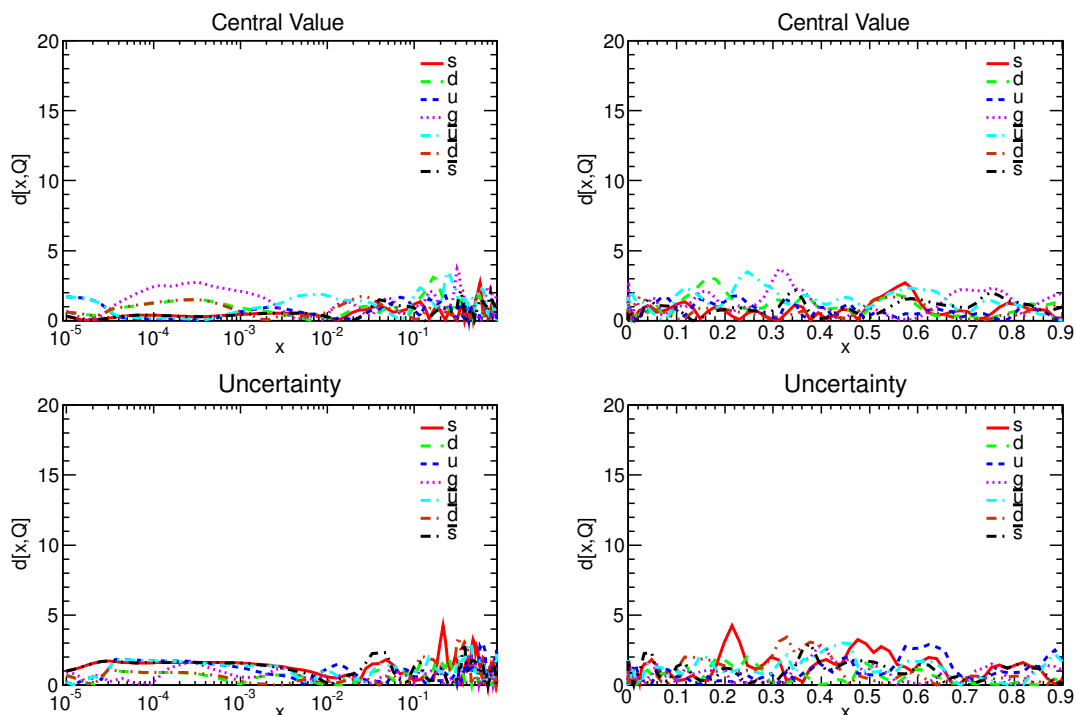 Central Value
20
15
10
5
0
d[x,Q]
s
d
u
g
u̅
d̅
s̅
10⁻⁵
10⁻⁴
10⁻³
10⁻²
10⁻¹
x
Central Value
20
15
10
5
0
d[x,Q]
s
d
u
g
u̅
d̅
s̅
0
0.1
0.2
0.3
0.4
0.5
0.6
0.7
0.8
0.9
x
Uncertainty
20
15
10
5
0
d[x,Q]
s
d
u
g
u̅
d̅
s̅
10⁻⁵
10⁻⁴
10⁻³
10⁻²
10⁻¹
x
Uncertainty
20
15
10
5
0
d[x,Q]
s
d
u
g
u̅
d̅
s̅
0
0.1
0.2
0.3
0.4
0.5
0.6
0.7
0.8
0.9
x